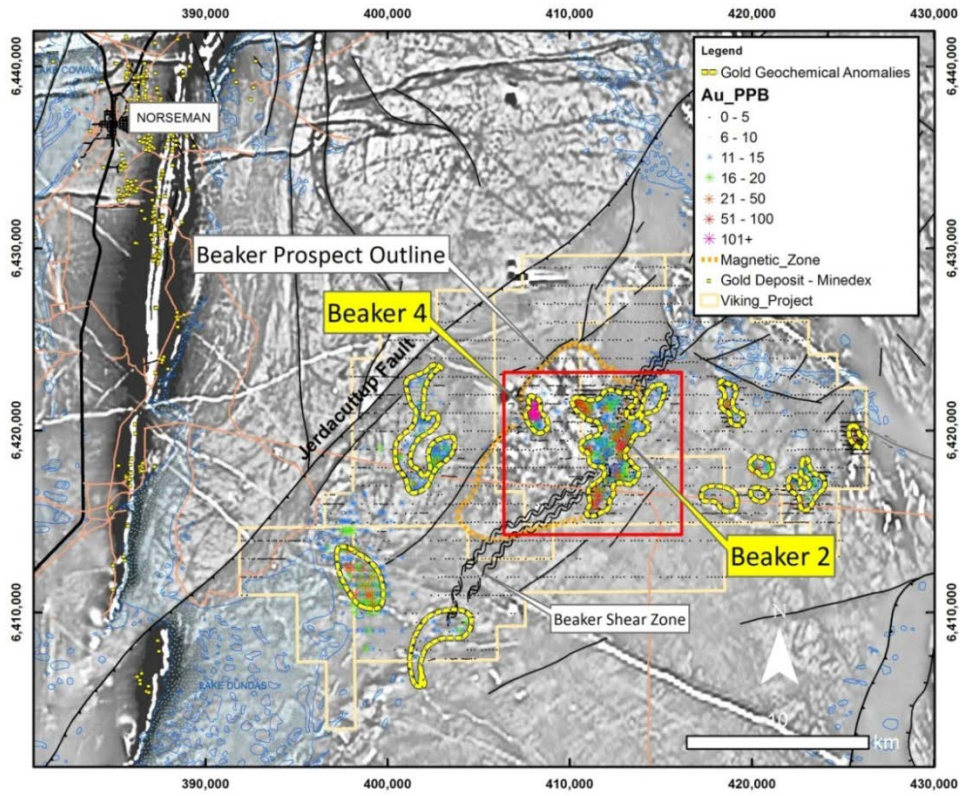 390,000
400,000
410,000
420,000
430,000
6,440,000
6,440,000
LAKE COWAN
NORSEMAN
Legend
Gold Geochemical Anomalies
Au_PPB
0 - 5
6 - 10
11 - 15
16 - 20
21 - 50
51 - 100
101+
Magnetic_Zone
Gold Deposit - Minedex
Viking_Project
6,430,000
6,430,000
Beaker Prospect Outline
Beaker 4
Jerdacuttup Fault
6,420,000
6,420,000
Beaker 2
6,410,000
6,410,000
Beaker Shear Zone
N
LAKE DUNDAS
10
km
390,000
400,000
410,000
420,000
430,000